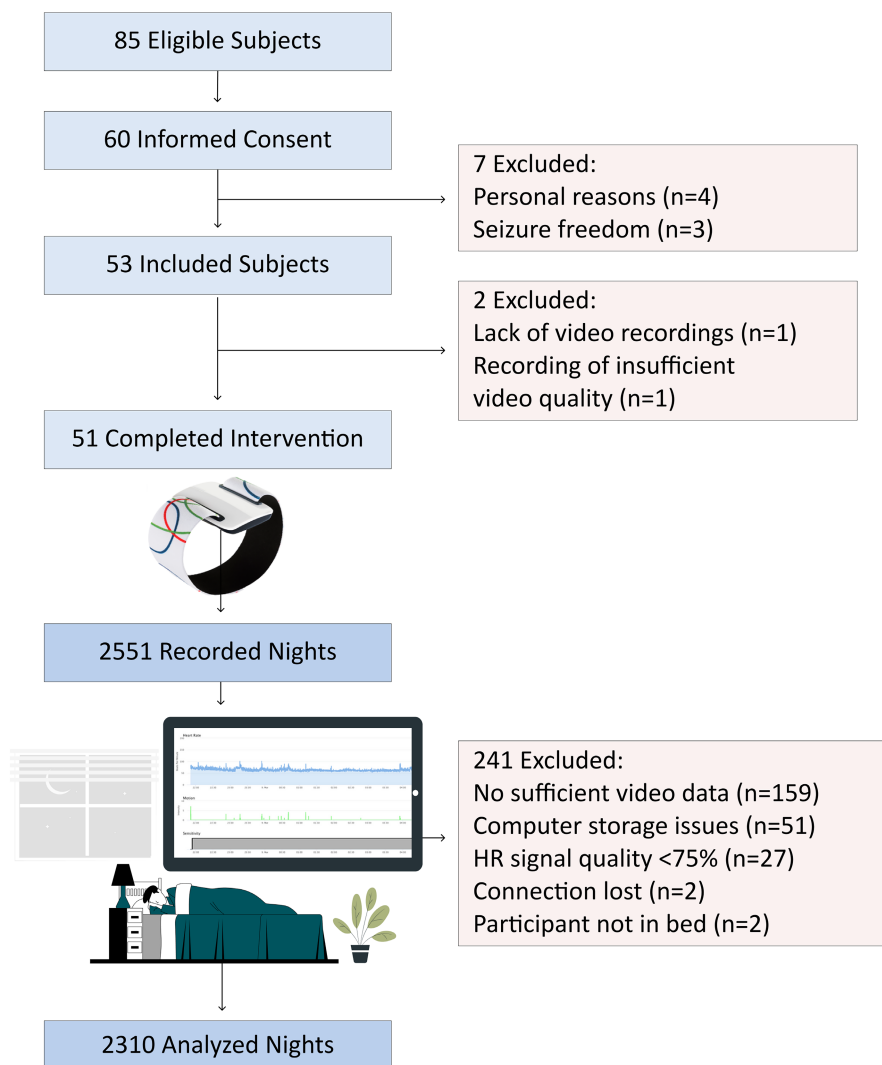 85 Eligible Subjects
60 Informed Consent
7 Excluded:
Personal reasons (n=4)
Seizure freedom (n=3)
53 Included Subjects
2 Excluded:
Lack of video recordings (n=1)
Recording of insufficient
video quality (n=1)
51 Completed Intervention
2551 Recorded Nights
Heart Rate
Motion
Sensitivity
241 Excluded:
No sufficient video data (n=159)
Computer storage issues (n=51)
HR signal quality <75% (n=27)
Connection lost (n=2)
Participant not in bed (n=2)
2310 Analyzed Nights